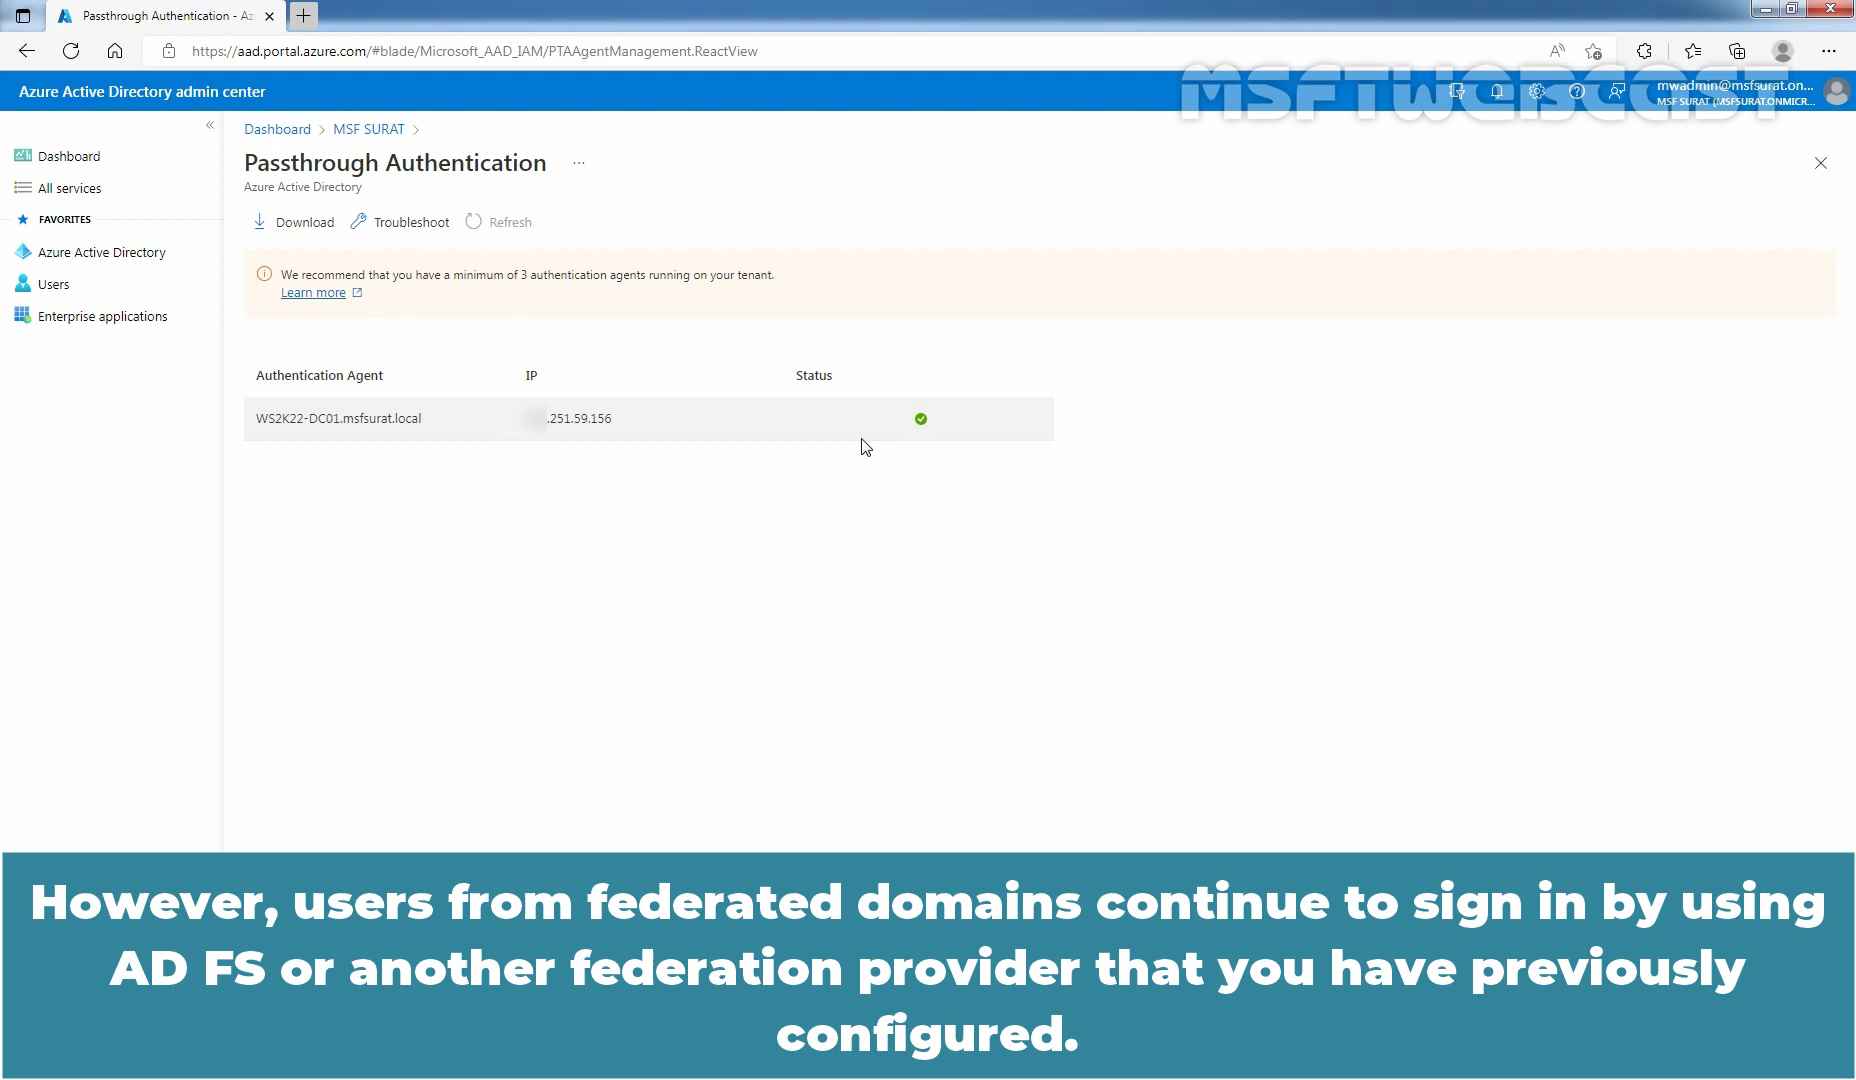 Passthrough Authentication - Az
https://aad.portal.azure.com/#blade/Microsoft_AAD_IAM/PTAAgentManagement.ReactView
MSFTWEBCAST
Azure Active Directory admin center
mwadmin@msfsurat.on...
MSF SURAT (MSFSURAT.ONMICR...
Dashboard > MSF SURAT >
Dashboard
All services
FAVORITES
Azure Active Directory
Users
Enterprise applications
Passthrough Authentication ...
Azure Active Directory
Download Troubleshoot Refresh
We recommend that you have a minimum of 3 authentication agents running on your tenant.
Learn more
Authentication Agent IP Status
WS2K22-DC01.msfsurat.local .251.59.156
However, users from federated domains continue to sign in by using
AD FS or another federation provider that you have previously
configured.